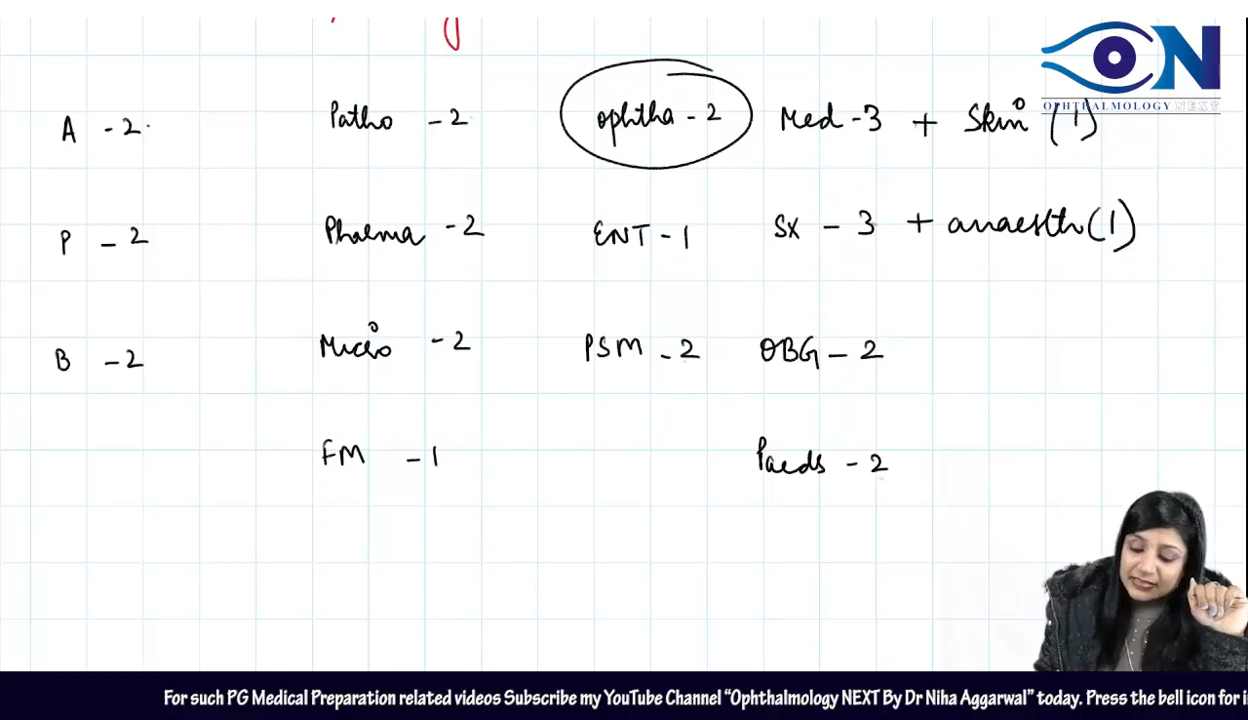 ON
OPHTHALMOLOGY NEXT
A - 2 Patho - 2 Ophtha - 2 Med - 3 + Skin (1)
P - 2 Pharma - 2 ENT - 1 Sx - 3 + anaesth (1)
B - 2 Micro - 2 PSM - 2 OBG - 2
FM - 1 Paeds - 2
For such PG Medical Preparation related videos Subscribe my YouTube Channel “Ophthalmology NEXT By Dr Niha Aggarwal” today. Press the bell icon for i